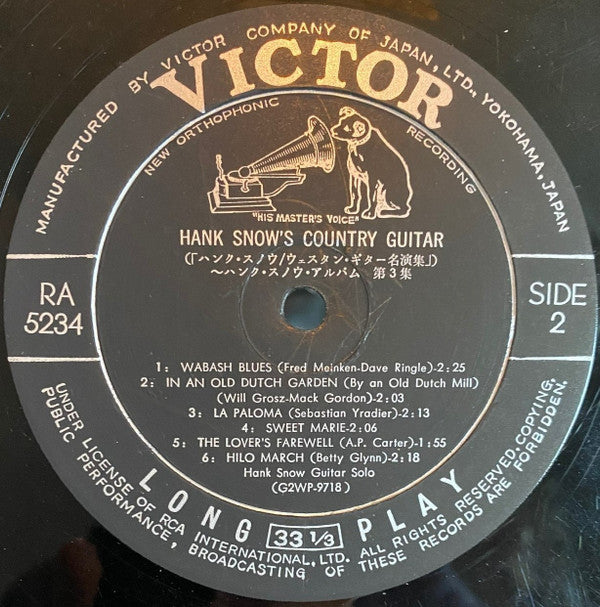 MANUFACTURED BY VICTOR COMPANY OF JAPAN, LTD., YOKOHAMA, JAPAN
VICTOR
NEW ORTHOPHONIC RECORDING
"HIS MASTER'S VOICE"
HANK SNOW'S COUNTRY GUITAR
(「ハンク・スノウ/ウェスタン・ギター名演集」)
〜ハンク・スノウ・アルバム 第3集
RA
5234
SIDE
2
1: WABASH BLUES (Fred Meinken-Dave Ringle)-2:25
2: IN AN OLD DUTCH GARDEN (By an Old Dutch Mill)
(Will Grosz-Mack Gordon)-2:03
3: LA PALOMA (Sebastian Yradier)-2:13
4: SWEET MARIE-2:06
5: THE LOVER'S FAREWELL (A.P. Carter)-1:55
6: HILO MARCH (Betty Glynn)-2:18
Hank Snow Guitar Solo
(G2WP-9718)
LONG 33 1/3 PLAY
UNDER LICENSE OF RCA INTERNATIONAL, LTD. ALL RIGHTS RESERVED. COPYING,
PUBLIC PERFORMANCE, BROADCASTING OF THESE RECORDS ARE FORBIDDEN.